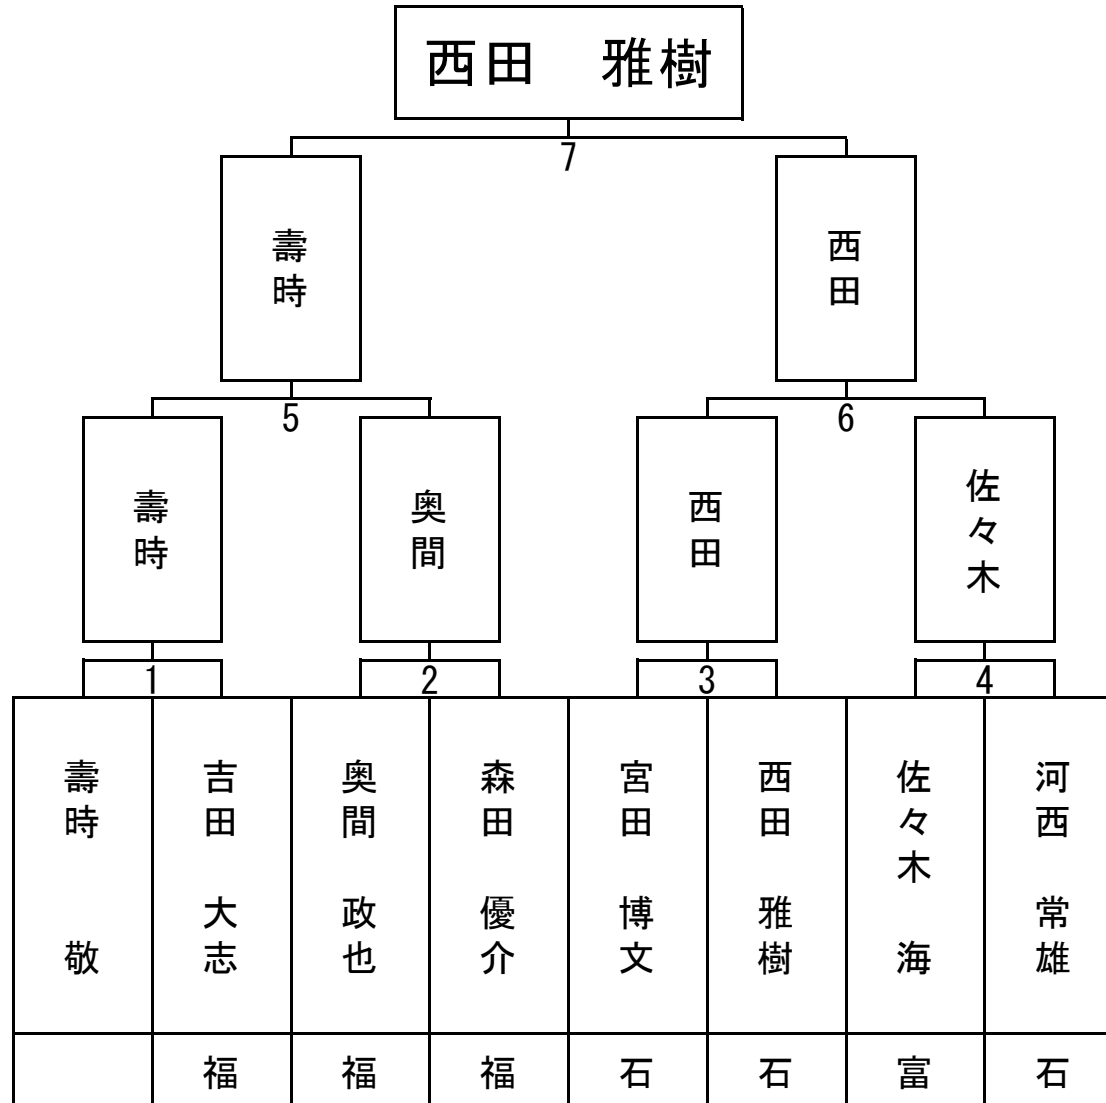 西田　雅樹
7
壽時
西田
5
6
壽時
奥間
西田
佐々木
1
2
3
4
壽時　敬
吉田　大志
奥間　政也
森田　優介
宮田　博文
西田　雅樹
佐々木　海
河西　常雄
福
福
福
石
石
富
石